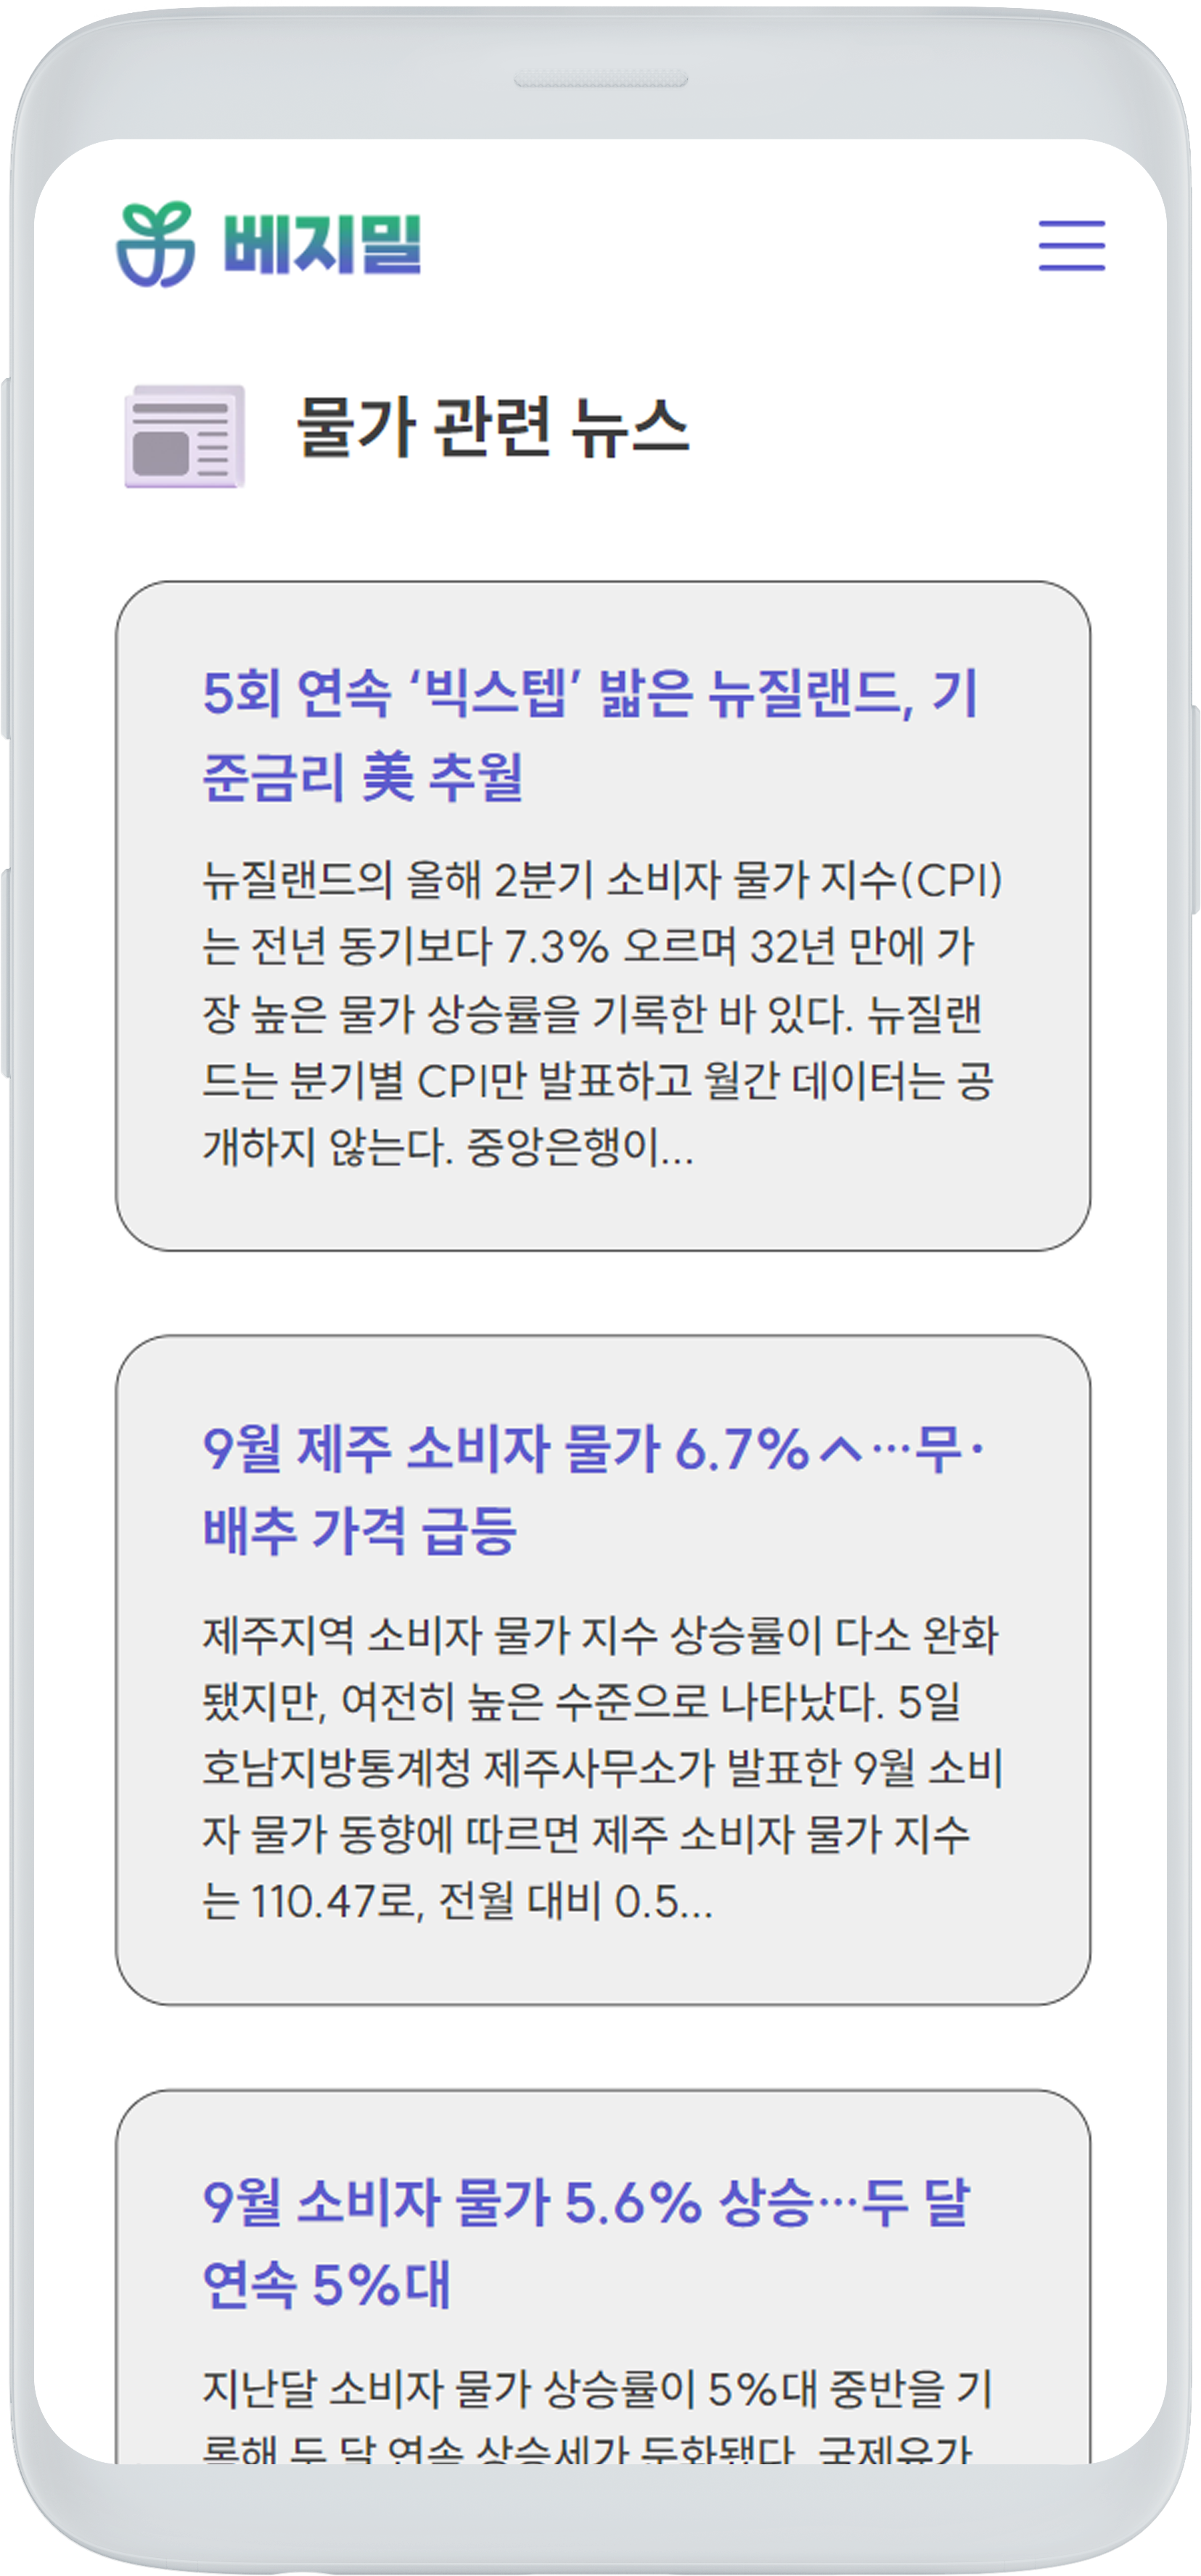 베지밀
물가 관련 뉴스
5회 연속 ‘빅스텝’ 밟은 뉴질랜드, 기
준금리 美 추월
뉴질랜드의 올해 2분기 소비자 물가 지수(CPI)
는 전년 동기보다 7.3% 오르며 32년 만에 가
장 높은 물가 상승률을 기록한 바 있다. 뉴질랜
드는 분기별 CPI만 발표하고 월간 데이터는 공
개하지 않는다. 중앙은행이...
9월 제주 소비자 물가 6.7%ㅅ…무·
배추 가격 급등
제주지역 소비자 물가 지수 상승률이 다소 완화
됐지만, 여전히 높은 수준으로 나타났다. 5일
호남지방통계청 제주사무소가 발표한 9월 소비
자 물가 동향에 따르면 제주 소비자 물가 지수
는 110.47로, 전월 대비 0.5...
9월 소비자 물가 5.6% 상승…두 달
연속 5%대
지난달 소비자 물가 상승률이 5%대 중반을 기
록해 두 달 연속 상승세가 둔화됐다. 국제유가